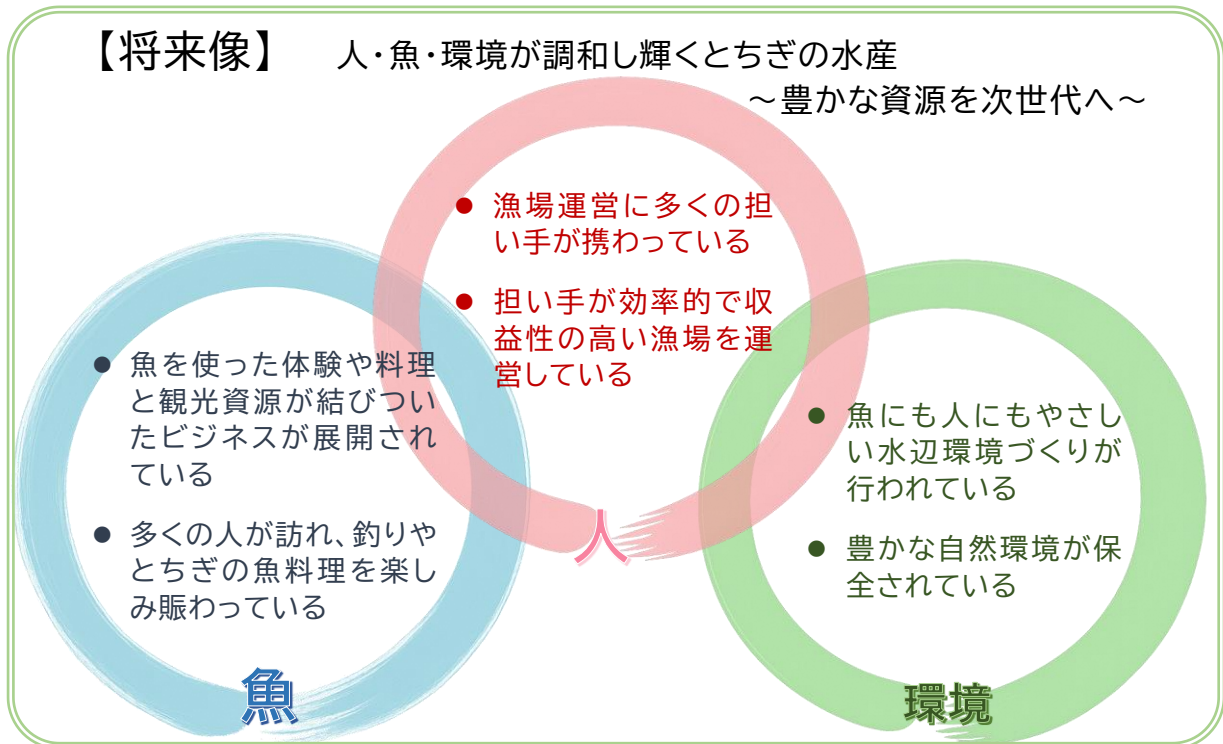 【将来像】　人・魚・環境が調和し輝くとちぎの水産
～豊かな資源を次世代へ～
● 漁場運営に多くの担
い手が携わっている
● 担い手が効率的で収
益性の高い漁場を運
営している
人
● 魚を使った体験や料理
と観光資源が結びつい
たビジネスが展開され
ている
● 多くの人が訪れ、釣りや
とちぎの魚料理を楽し
み賑わっている
魚
● 魚にも人にもやさし
い水辺環境づくりが
行われている
● 豊かな自然環境が保
全されている
環境